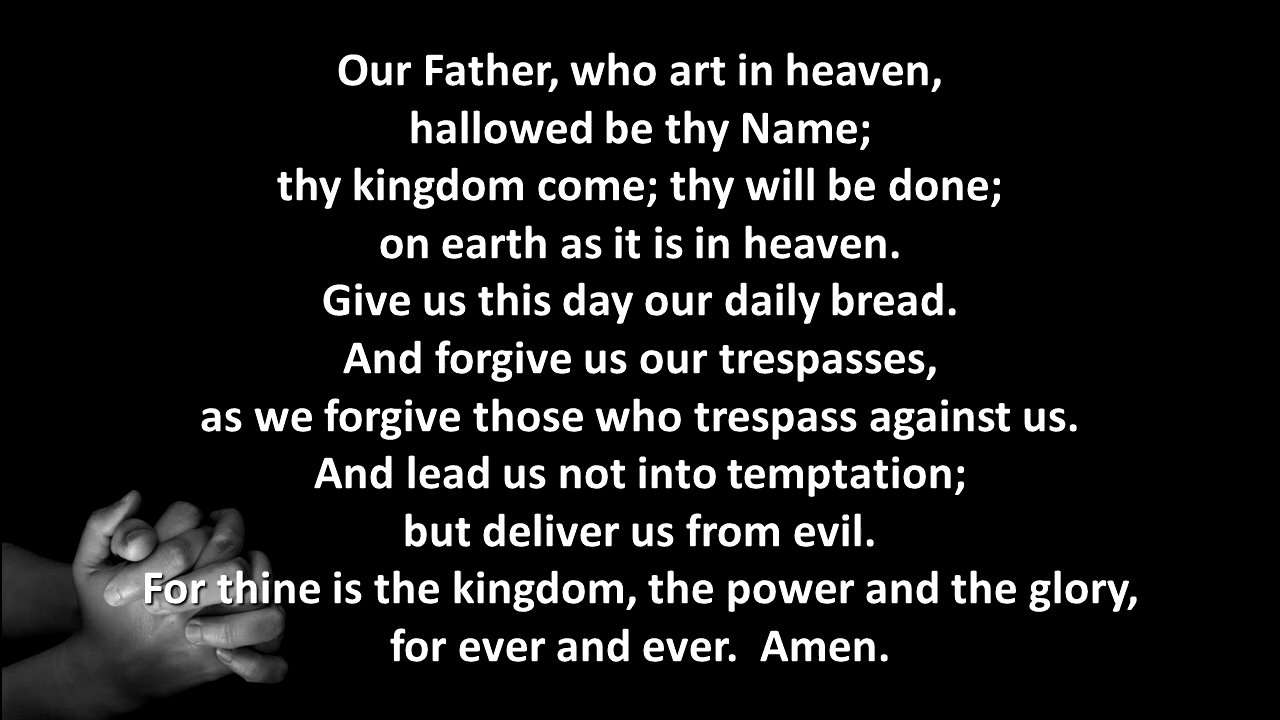 Our Father, who art in heaven,
hallowed be thy Name;
thy kingdom come; thy will be done;
on earth as it is in heaven.
Give us this day our daily bread.
And forgive us our trespasses,
as we forgive those who trespass against us.
And lead us not into temptation;
but deliver us from evil.
For thine is the kingdom, the power and the glory,
for ever and ever.  Amen.